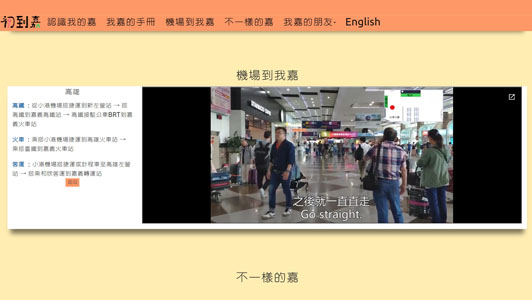 初到嘉 認識我的嘉 我嘉的手冊 機場到我嘉 不一樣的嘉 我嘉的朋友 English
機場到我嘉
高雄
高鐵：從小港機場搭捷運到新左營站 → 搭
高鐵到嘉義高鐵站 → 高鐵接駁公車BRT到嘉
義火車站
火車：乘搭小港機場捷運到高雄火車站 →
乘搭臺鐵到嘉義火車站
客運：小港機場搭捷運或計程車至高雄左營
站 → 搭乘和欣客運到嘉義轉運站
之後就一直直走
Go straight.
不一樣的嘉